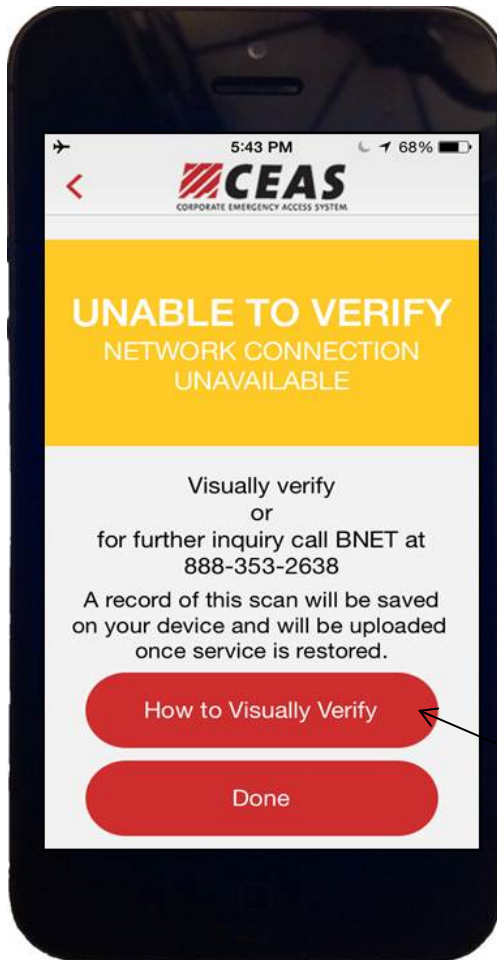 5:43 PM
68%
CEAS
CORPORATE EMERGENCY ACCESS SYSTEM
UNABLE TO VERIFY
NETWORK CONNECTION
UNAVAILABLE
Visually verify
or
for further inquiry call BNET at
888-353-2638
A record of this scan will be saved
on your device and will be uploaded
once service is restored.
How to Visually Verify
Done